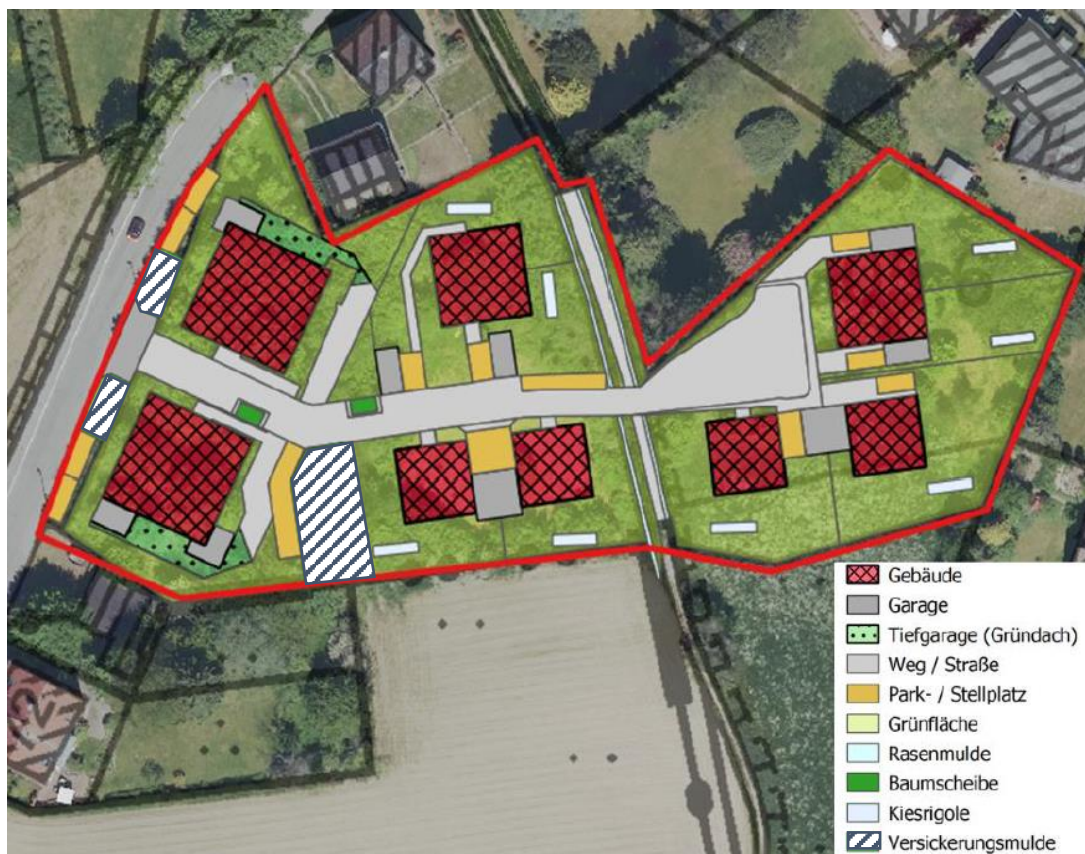 Gebäude
Garage
Tiefgarage (Gründach)
Weg / Straße
Park- / Stellplatz
Grünfläche
Rasenmulde
Baumscheibe
Kiesrigole
Versickerungsmulde